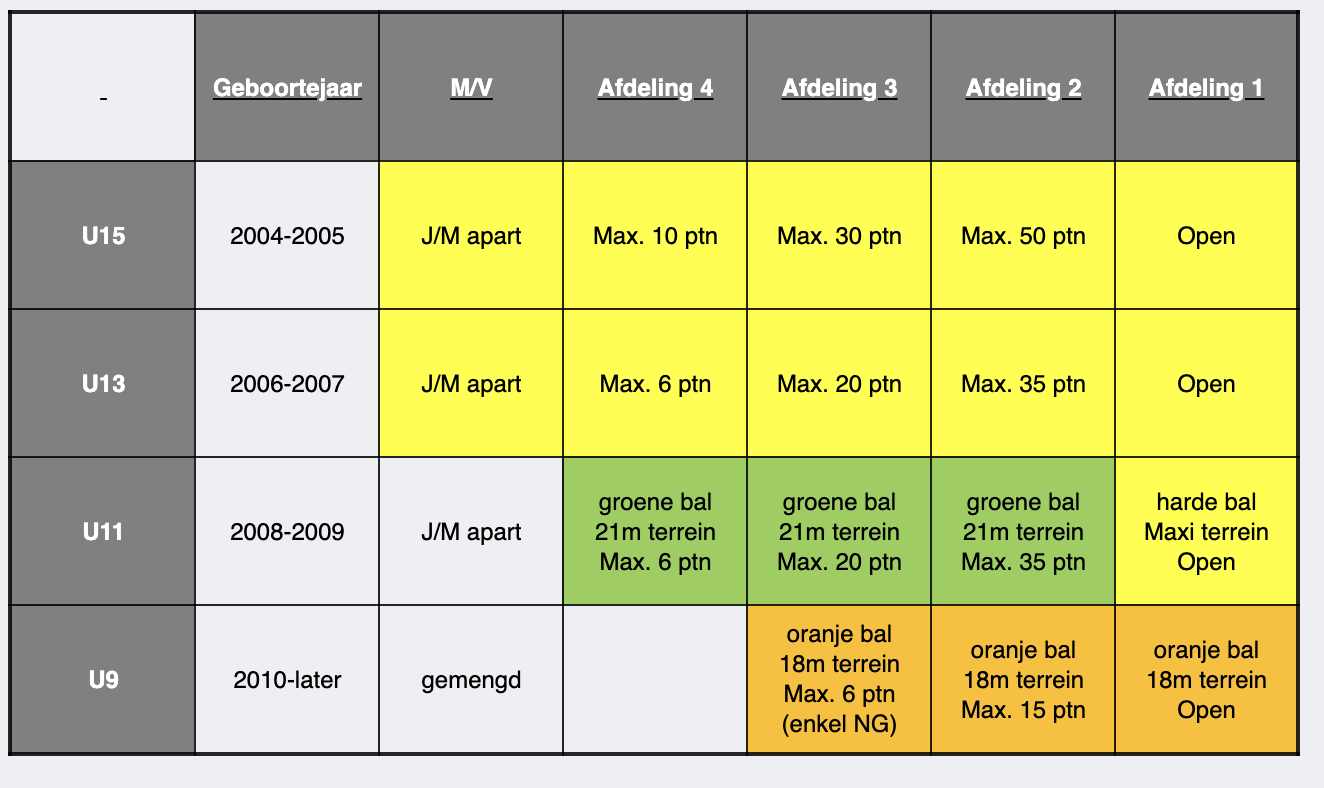 -
Geboortejaar
M/V
Afdeling 4
Afdeling 3
Afdeling 2
Afdeling 1
U15
2004-2005
J/M apart
Max. 10 ptn
Max. 30 ptn
Max. 50 ptn
Open
U13
2006-2007
J/M apart
Max. 6 ptn
Max. 20 ptn
Max. 35 ptn
Open
U11
2008-2009
J/M apart
groene bal
21m terrein
Max. 6 ptn
groene bal
21m terrein
Max. 20 ptn
groene bal
21m terrein
Max. 35 ptn
harde bal
Maxi terrein
Open
U9
2010-later
gemengd
oranje bal
18m terrein
Max. 6 ptn
(enkel NG)
oranje bal
18m terrein
Max. 15 ptn
oranje bal
18m terrein
Open